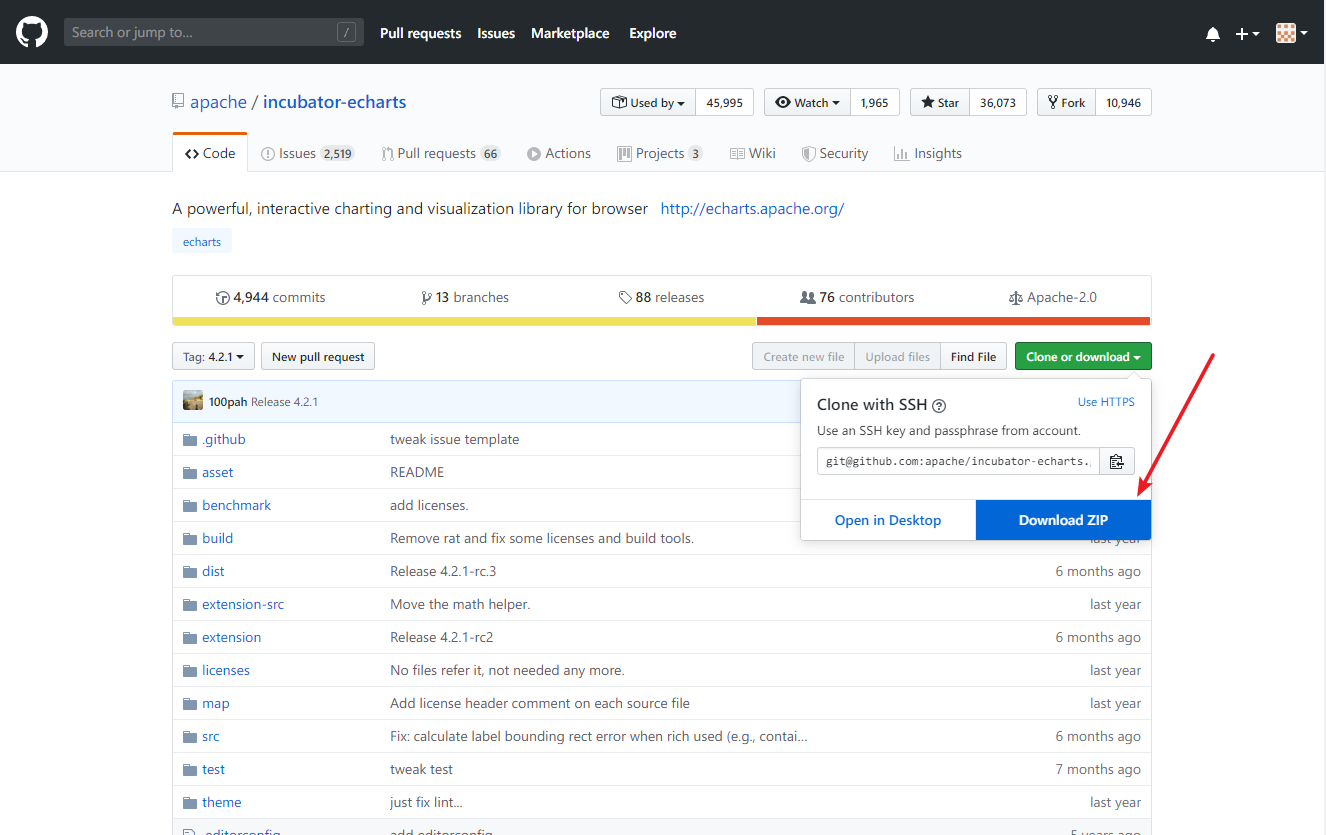 Search or jump to... / Pull requests Issues Marketplace Explore
apache / incubator-echarts Used by 45,995 Watch 1,965 Star 36,073 Fork 10,946
Code Issues 2,519 Pull requests 66 Actions Projects 3 Wiki Security Insights
A powerful, interactive charting and visualization library for browser http://echarts.apache.org/
echarts
4,944 commits 13 branches 88 releases 76 contributors Apache-2.0
Tag: 4.2.1 New pull request Create new file Upload files Find File Clone or download
100pah Release 4.2.1
Clone with SSH Use HTTPS
Use an SSH key and passphrase from account.
git@github.com:apache/incubator-echarts.
Open in Desktop Download ZIP
.github tweak issue template
asset README
benchmark add licenses.
build Remove rat and fix some licenses and build tools. last year
dist Release 4.2.1-rc.3 6 months ago
extension-src Move the math helper. last year
extension Release 4.2.1-rc2 6 months ago
licenses No files refer it, not needed any more. last year
map Add license header comment on each source file last year
src Fix: calculate label bounding rect error when rich used (e.g., contai... 6 months ago
test tweak test 7 months ago
theme just fix lint... last year
.editorconfig add editorconfig 5 years ago